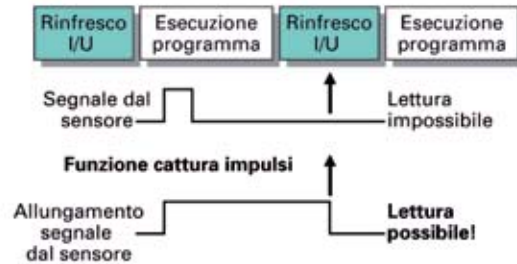 Rinfresco I/U
Esecuzione programma
Rinfresco I/U
Esecuzione programma
Segnale dal sensore
Lettura impossibile
Funzione cattura impulsi
Allungamento segnale dal sensore
Lettura possibile!